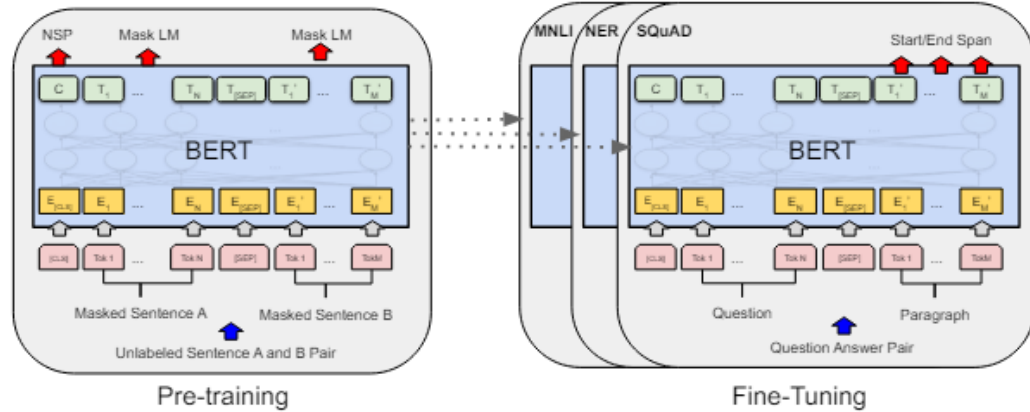 NSP Mask LM Mask LM
C T1 ... TN T[SEP] T1' ... TM'
BERT
E[CLS] E1 ... EN E[SEP] E1' ... EM'
[CLS] Tok 1 ... Tok N [SEP] Tok 1 ... TokM
Masked Sentence A Masked Sentence B
Unlabeled Sentence A and B Pair
Pre-training
MNLI NER SQuAD
Start/End Span
C T1 ... TN T[SEP] T1' ... TM'
BERT
E[CLS] E1 ... EN E[SEP] E1' ... EM'
[CLS] Tok 1 ... Tok N [SEP] Tok 1 ... TokM
Question Paragraph
Question Answer Pair
Fine-Tuning